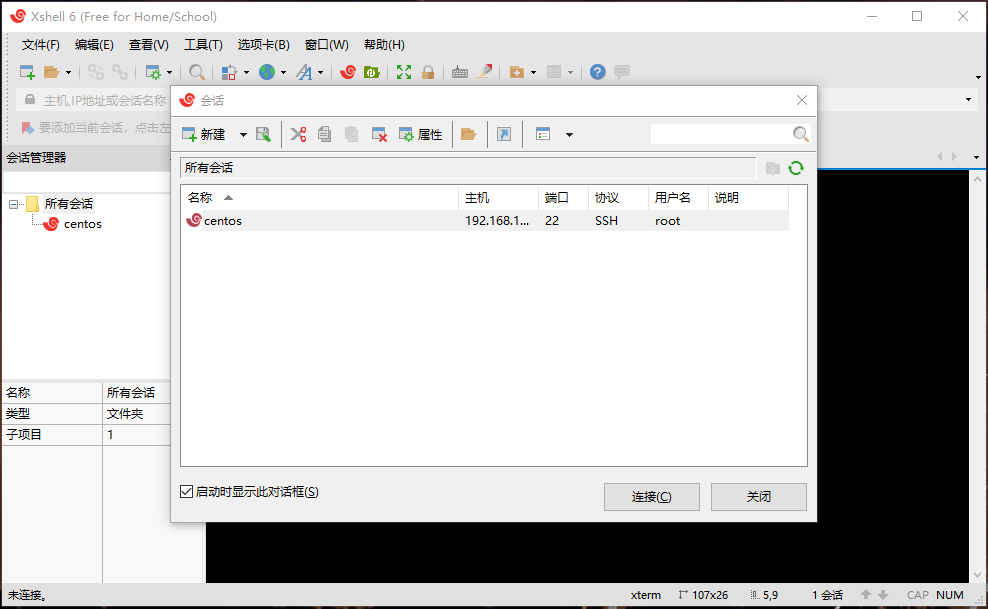 Xshell 6 (Free for Home/School)
文件(F) 编辑(E) 查看(V) 工具(T) 选项卡(B) 窗口(W) 帮助(H)
主机,IP地址或会话名称
要添加当前会话，点击左
会话管理器
所有会话
centos
名称 所有会话
类型 文件夹
子项目 1
会话
新建 属性
所有会话
名称 主机 端口 协议 用户名 说明
centos 192.168.1... 22 SSH root
启动时显示此对话框(S)
连接(C) 关闭
未连接。 xterm 107x26 5,9 1 会话 CAP NUM